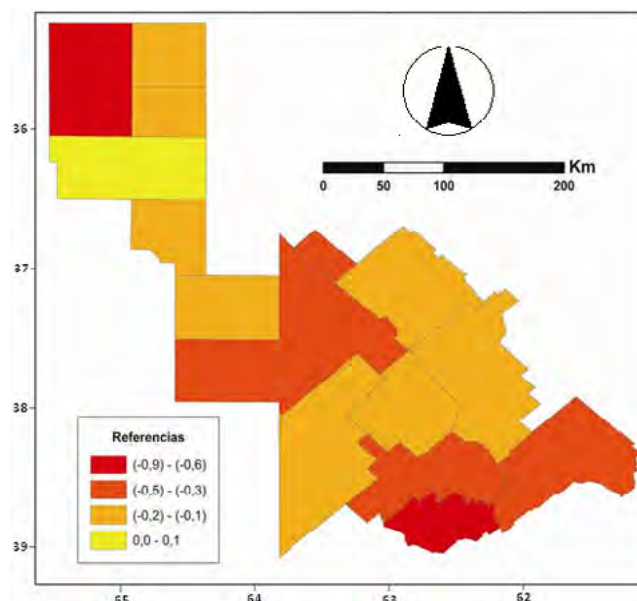 36
37
38
39
65
64
63
62
Km
0 50 100 200
Referencias
(-0,9) - (-0,6)
(-0,5) - (-0,3)
(-0,2) - (-0,1)
0,0 - 0,1